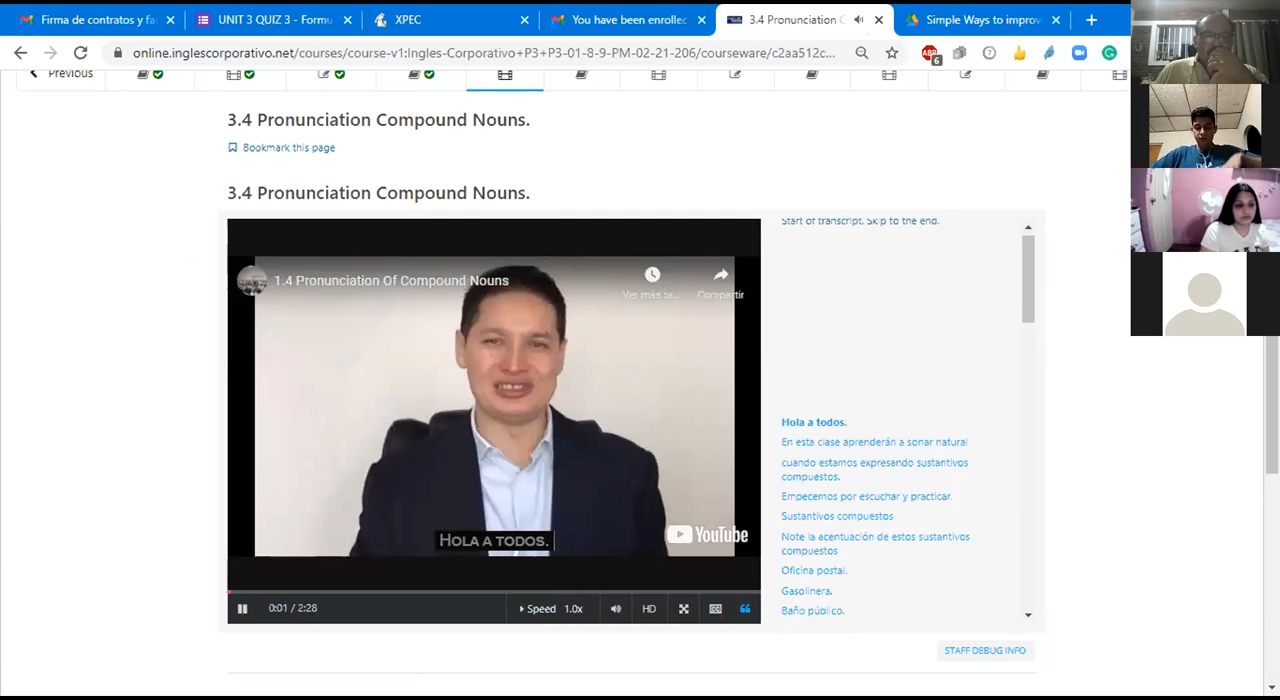 Firma de contratos y fa
UNIT 3 QUIZ 3 - Formu
XPEC
You have been enrolle
3.4 Pronunciation C
Simple Ways to improv
online.inglescorporativo.net/courses/course-v1:Ingles-Corporativo+P3+P3-01-8-9-PM-02-21-206/courseware/c2aa512c...
ABP
6
Previous
3.4 Pronunciation Compound Nouns.
Bookmark this page
3.4 Pronunciation Compound Nouns.
1.4 Pronunciation Of Compound Nouns
Ver más ta...
Compartir
HOLA A TODOS.
YouTube
0:01 / 2:28
Speed 1.0x
HD
Start of transcript. Skip to the end.
Hola a todos.
En esta clase aprenderán a sonar natural
cuando estamos expresando sustantivos
compuestos.
Empecemos por escuchar y practicar.
Sustantivos compuestos
Note la acentuación de estos sustantivos
compuestos
Oficina postal.
Gasolinera.
Baño público.
STAFF DEBUG INFO